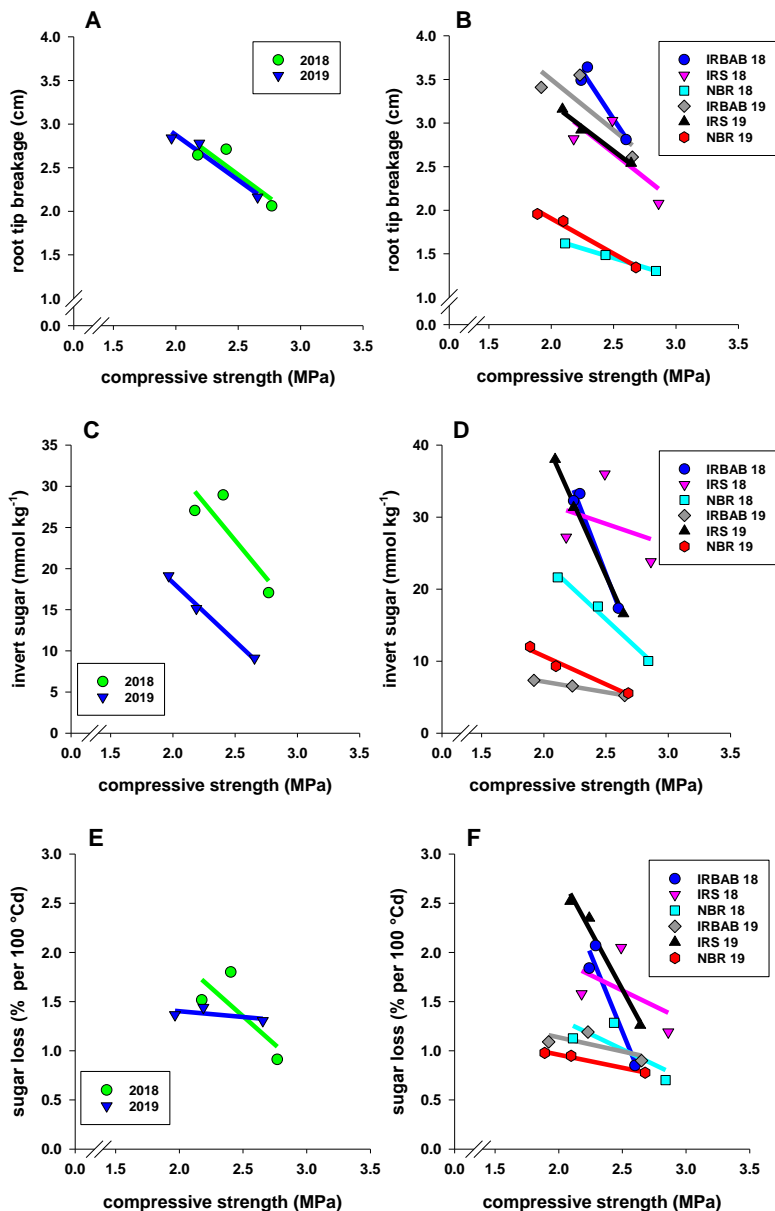 A
4.0
3.5
3.0
2.5
2.0
1.5
1.0
0.0
root tip breakage (cm)
2018
2019
0.0
2.0
2.5
3.0
3.5
compressive strength (MPa)
B
4.0
3.5
3.0
2.5
2.0
1.5
1.0
0.0
root tip breakage (cm)
IRBAB 18
IRS 18
NBR 18
IRBAB 19
IRS 19
NBR 19
0.0
1.5
2.0
2.5
3.0
3.5
compressive strength (MPa)
C
35
30
25
20
15
10
5
0
invert sugar (mmol kg-1)
2018
2019
0.0
2.0
2.5
3.0
3.5
compressive strength (MPa)
D
40
30
20
10
0
invert sugar (mmol kg-1)
IRBAB 18
IRS 18
NBR 18
IRBAB 19
IRS 19
NBR 19
0.0
2.0
2.5
3.0
3.5
compressive strength (MPa)
E
3.0
2.5
2.0
1.5
1.0
0.5
0.0
sugar loss (% per 100 °Cd)
2018
2019
0.0
2.0
2.5
3.0
3.5
compressive strength (MPa)
F
3.0
2.5
2.0
1.5
1.0
0.5
0.0
sugar loss (% per 100 °Cd)
IRBAB 18
IRS 18
NBR 18
IRBAB 19
IRS 19
NBR 19
0.0
2.0
2.5
3.0
3.5
compressive strength (MPa)